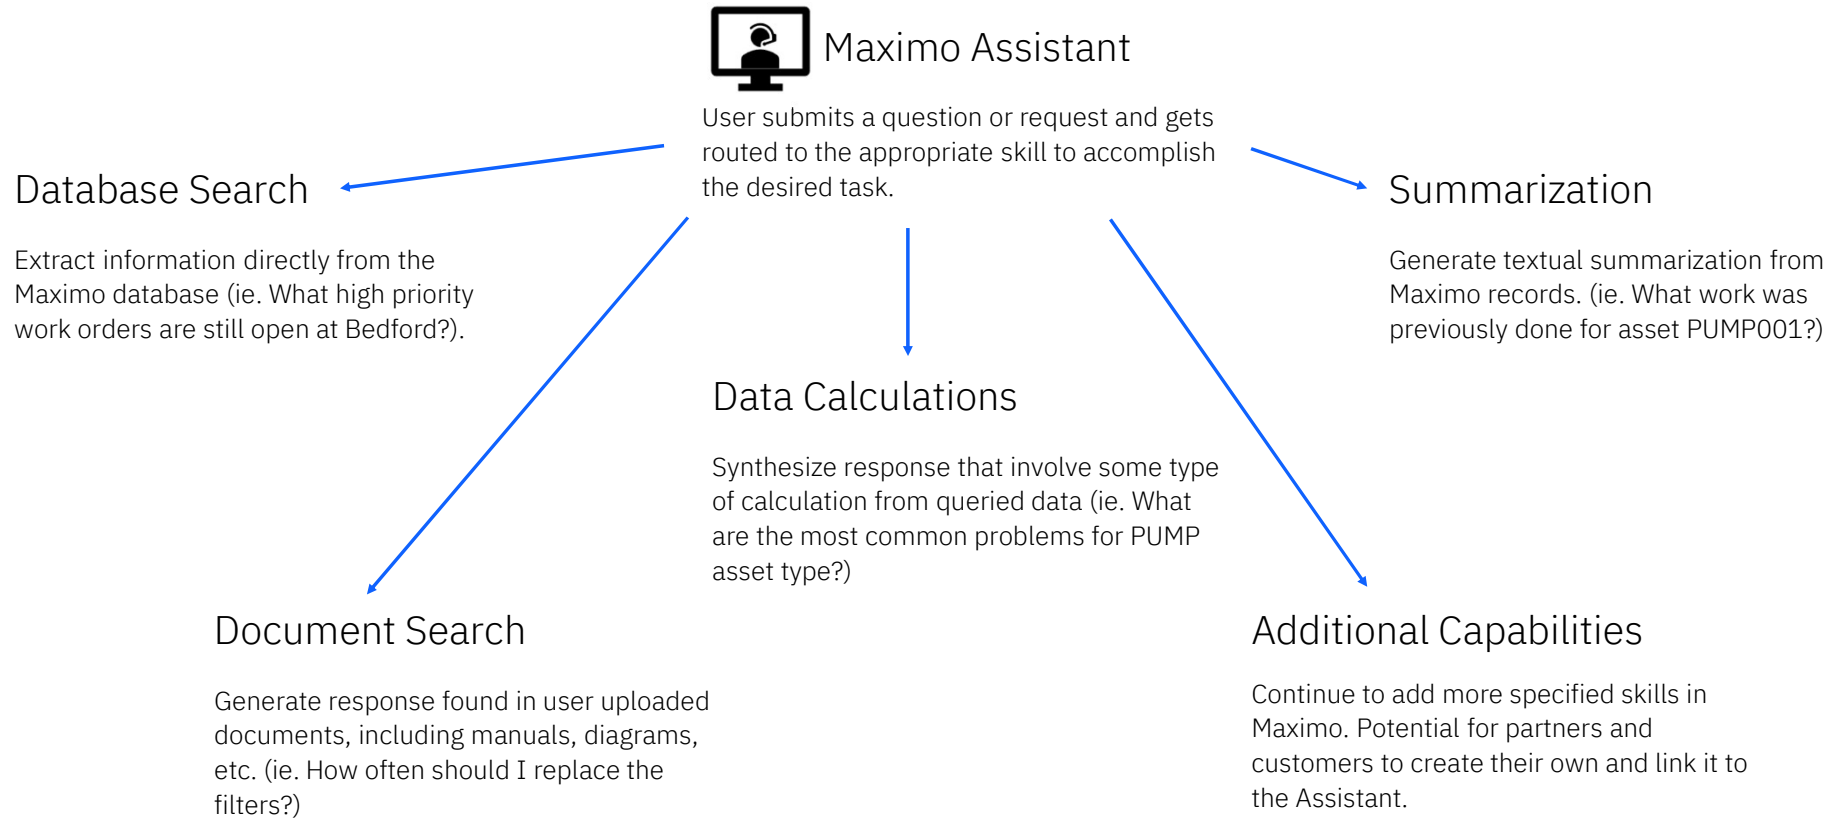 Maximo Assistant
User submits a question or request and gets
routed to the appropriate skill to accomplish
the desired task.
Database Search
Extract information directly from the
Maximo database (ie. What high priority
work orders are still open at Bedford?).
Summarization
Generate textual summarization from
Maximo records. (ie. What work was
previously done for asset PUMP001?)
Data Calculations
Synthesize response that involve some type
of calculation from queried data (ie. What
are the most common problems for PUMP
asset type?)
Document Search
Generate response found in user uploaded
documents, including manuals, diagrams,
etc. (ie. How often should I replace the
filters?)
Additional Capabilities
Continue to add more specified skills in
Maximo. Potential for partners and
customers to create their own and link it to
the Assistant.